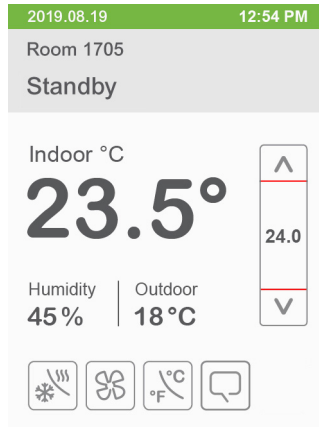 2019.08.19 12:54 PM
Room 1705
Standby
Indoor °C
23.5°
24.0
Humidity Outdoor
45% 18°C
°C
°F